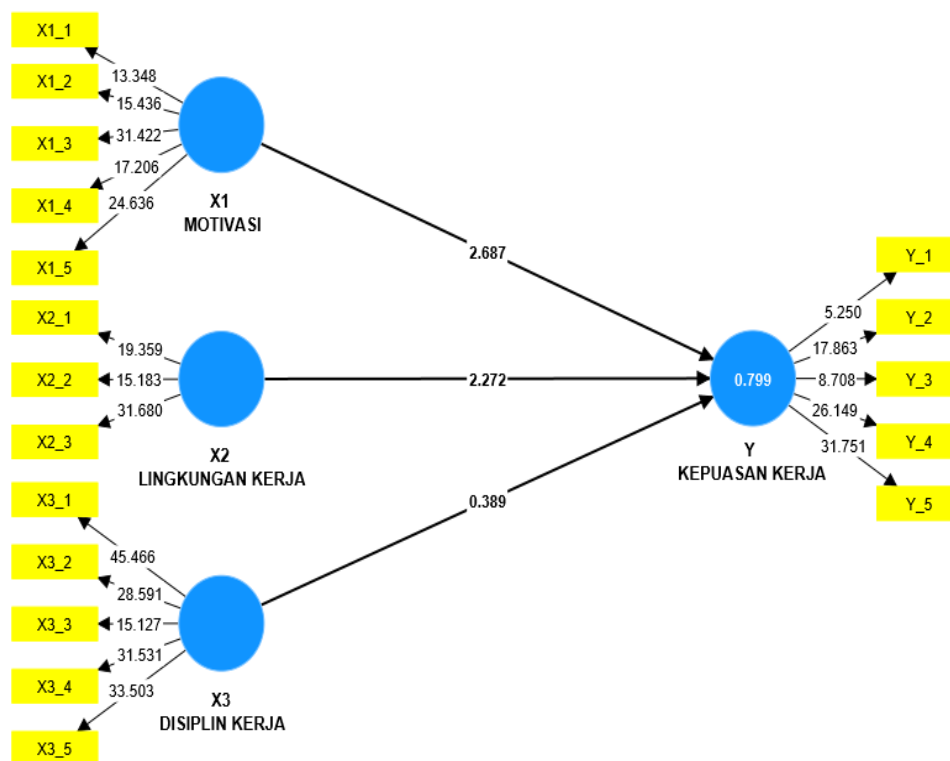 X1_1
X1_2
X1_3
X1_4
X1_5
13.348
15.436
31.422
17.206
24.636
X1
MOTIVASI
2.687
X2_1
X2_2
X2_3
19.359
15.183
31.680
X2
LINGKUNGAN KERJA
2.272
X3_1
X3_2
X3_3
X3_4
X3_5
45.466
28.591
15.127
31.531
33.503
X3
DISIPLIN KERJA
0.389
0.799
Y
KEPUASAN KERJA
5.250
17.863
8.708
26.149
31.751
Y_1
Y_2
Y_3
Y_4
Y_5